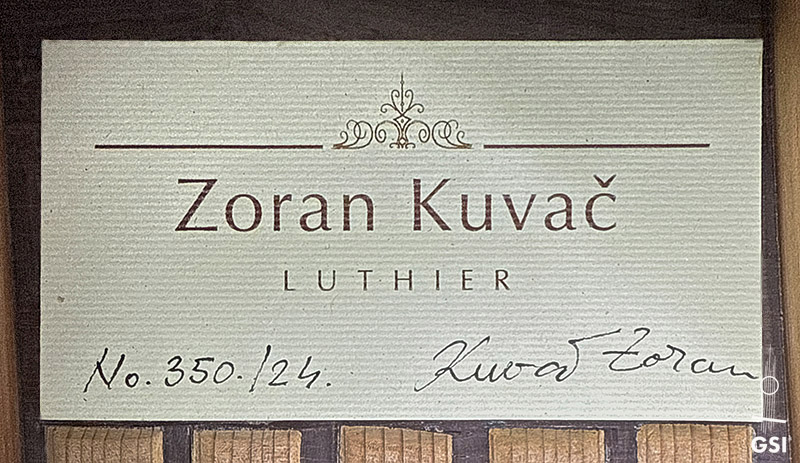 Zoran Kuvač
LUTHIER
No. 350./24. Kuvač Zoran
GSI